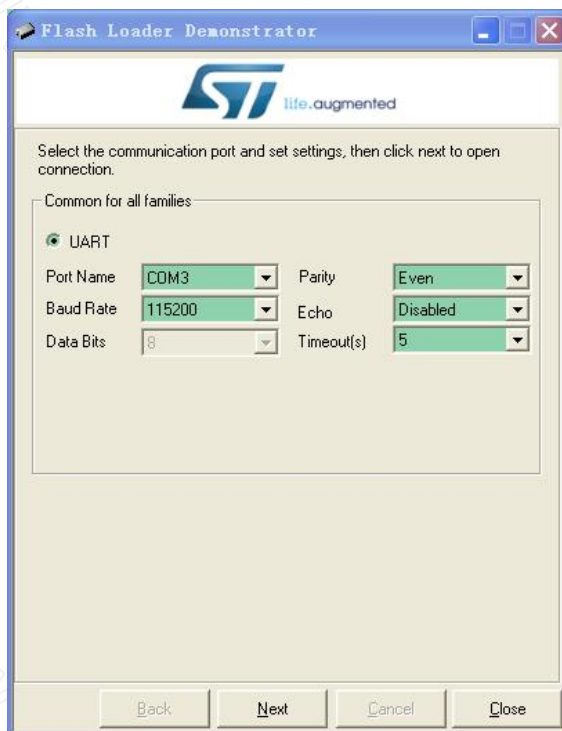 Flash Loader Demonstrator
ST life.augmented
Select the communication port and set settings, then click next to open
connection.
Common for all families
UART
Port Name COM3 Parity Even
Baud Rate 115200 Echo Disabled
Data Bits 8 Timeout(s) 5
Back Next Cancel Close